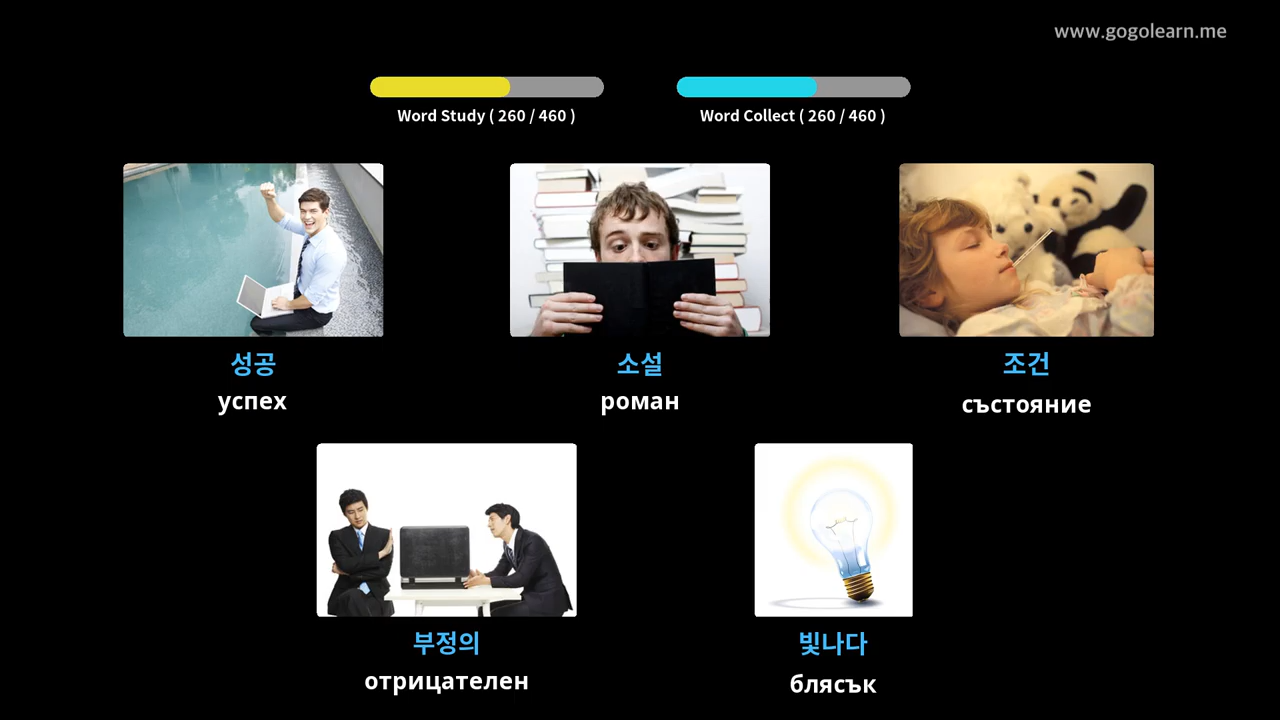 www.gogolearn.me
Word Study ( 260 / 460 )
Word Collect ( 260 / 460 )
성공
успех
소설
роман
조건
състояние
부정의
отрицателен
빛나다
блясък